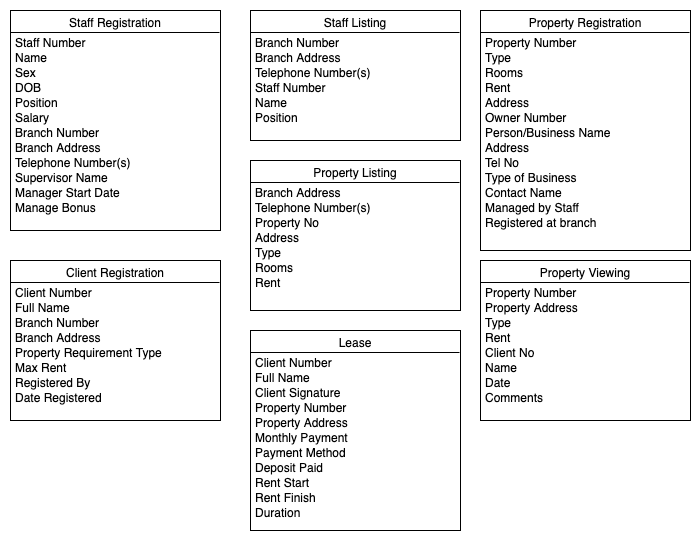 Staff Registration
Staff Number
Name
Sex
DOB
Position
Salary
Branch Number
Branch Address
Telephone Number(s)
Supervisor Name
Manager Start Date
Manage Bonus
Staff Listing
Branch Number
Branch Address
Telephone Number(s)
Staff Number
Name
Position
Property Registration
Property Number
Type
Rooms
Rent
Address
Owner Number
Person/Business Name
Address
Tel No
Type of Business
Contact Name
Managed by Staff
Registered at branch
Property Listing
Branch Address
Telephone Number(s)
Property No
Address
Type
Rooms
Rent
Client Registration
Client Number
Full Name
Branch Number
Branch Address
Property Requirement Type
Max Rent
Registered By
Date Registered
Lease
Client Number
Full Name
Client Signature
Property Number
Property Address
Monthly Payment
Payment Method
Deposit Paid
Rent Start
Rent Finish
Duration
Property Viewing
Property Number
Property Address
Type
Rent
Client No
Name
Date
Comments